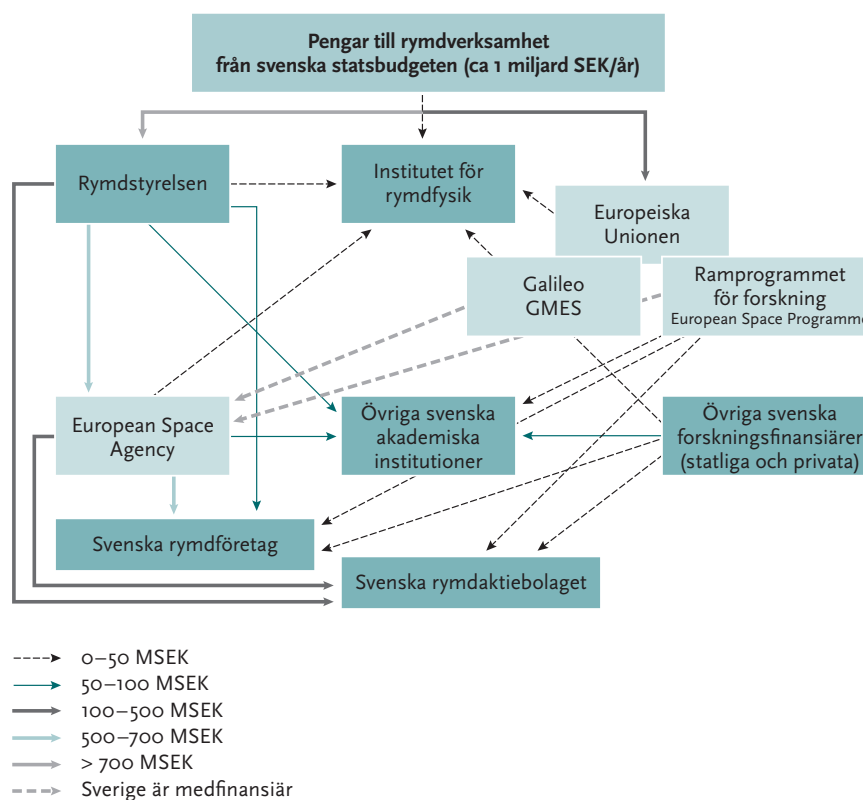 Pengar till rymdverksamhet
från svenska statsbudgeten (ca 1 miljard SEK/år)
Rymdstyrelsen
Institutet för
rymdfysik
Europeiska
Unionen
Galileo
GMES
Ramprogrammet
för forskning
European Space Programme
European Space
Agency
Övriga svenska
akademiska
institutioner
Övriga svenska
forskningsfinansiärer
(statliga och privata)
Svenska rymdföretag
Svenska rymdaktiebolaget
0–50 MSEK
50–100 MSEK
100–500 MSEK
500–700 MSEK
> 700 MSEK
Sverige är medfinansiär